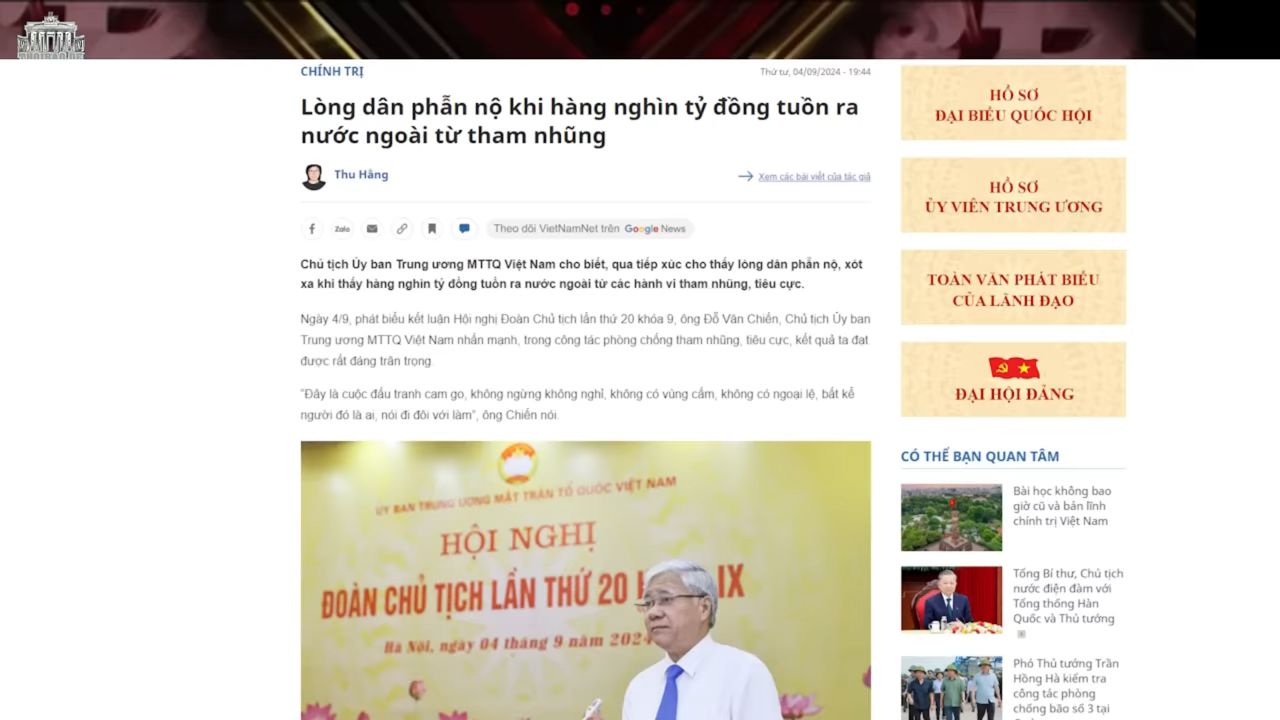 CHÍNH TRỊ
Thứ tư, 04/09/2024 - 19:44
Lòng dân phẫn nộ khi hàng nghìn tỷ đồng tuồn ra
nước ngoài từ tham nhũng
Thu Hằng
Xem các bài viết của tác giả
Zalo
Theo dõi VietNamNet trên Google News
Chủ tịch Ủy ban Trung ương MTTQ Việt Nam cho biết, qua tiếp xúc cho thấy lòng dân phẫn nộ, xót
xa khi thấy hàng nghìn tỷ đồng tuồn ra nước ngoài từ các hành vi tham nhũng, tiêu cực.
Ngày 4/9, phát biểu kết luận Hội nghị Đoàn Chủ tịch lần thứ 20 khóa 9, ông Đỗ Văn Chiến, Chủ tịch Ủy ban
Trung ương MTTQ Việt Nam nhấn mạnh, trong công tác phòng chống tham nhũng, tiêu cực, kết quả ta đạt
được rất đáng trân trọng.
“Đây là cuộc đấu tranh cam go, không ngừng không nghỉ, không có vùng cấm, không có ngoại lệ, bất kể
người đó là ai, nói đi đôi với làm”, ông Chiến nói.
ỦY BAN TRUNG ƯƠNG MẶT TRẬN TỔ QUỐC VIỆT NAM
HỘI NGHỊ
ĐOÀN CHỦ TỊCH LẦN THỨ 20 IX
Hà Nội, ngày 04 tháng 9 năm 2024
HỒ SƠ
ĐẠI BIỂU QUỐC HỘI
HỒ SƠ
ỦY VIÊN TRUNG ƯƠNG
TOÀN VĂN PHÁT BIỂU
CỦA LÃNH ĐẠO
ĐẠI HỘI ĐẢNG
CÓ THỂ BẠN QUAN TÂM
Bài học không bao
giờ cũ và bản lĩnh
chính trị Việt Nam
Tổng Bí thư, Chủ tịch
nước điện đàm với
Tổng thống Hàn
Quốc và Thủ tướng
Phó Thủ tướng Trần
Hồng Hà kiểm tra
công tác phòng
chống bão số 3 tại